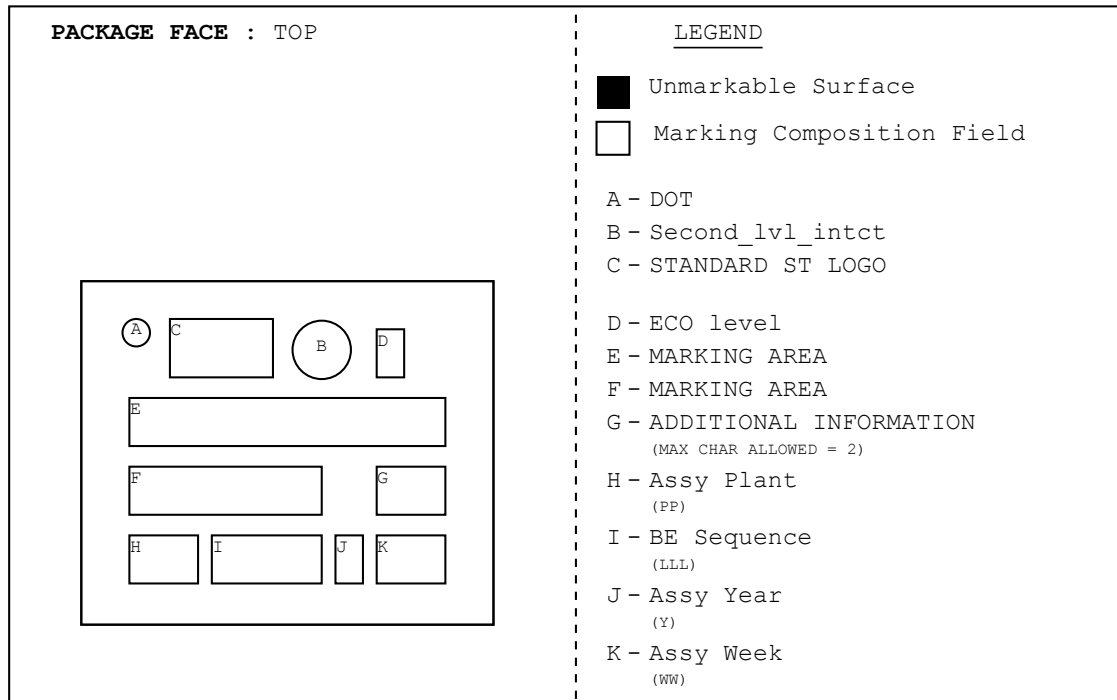 PACKAGE FACE : TOP
A
C
B
D
E
F
G
H
I
J
K
LEGEND
Unmarkable Surface
Marking Composition Field
A - DOT
B - Second_lvl_intct
C - STANDARD ST LOGO
D - ECO level
E - MARKING AREA
F - MARKING AREA
G - ADDITIONAL INFORMATION
(MAX CHAR ALLOWED = 2)
H - Assy Plant
(PP)
I - BE Sequence
(LLL)
J - Assy Year
(Y)
K - Assy Week
(WW)